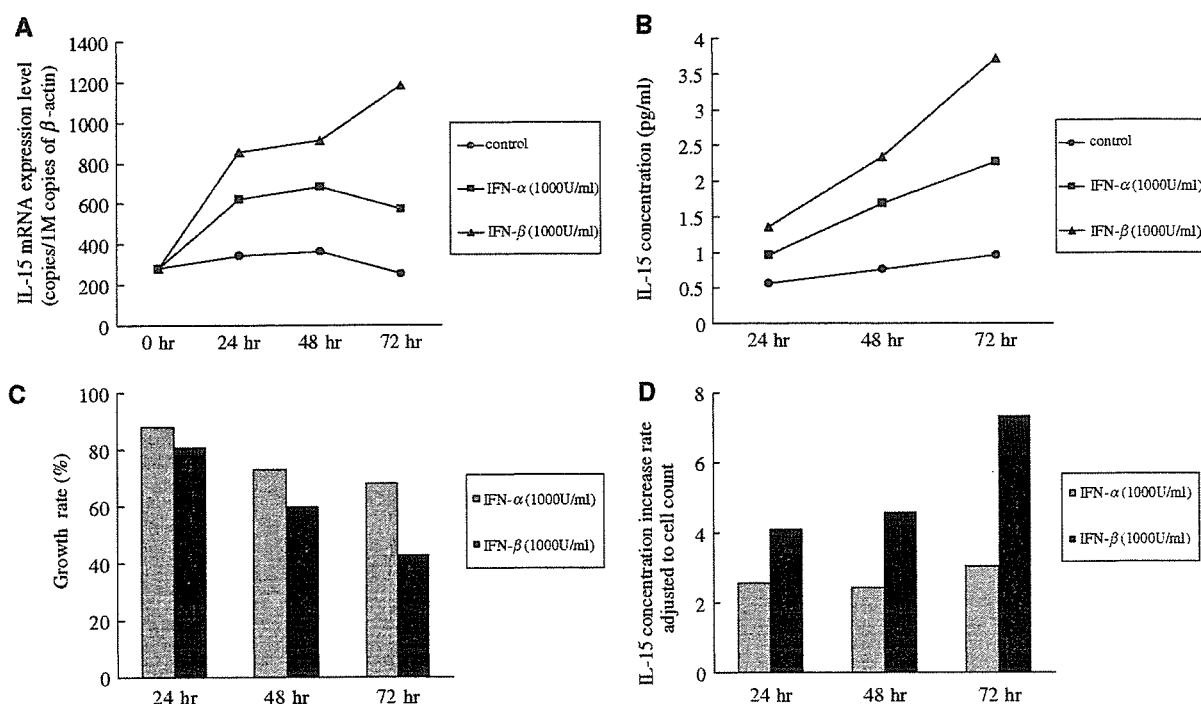 A
IL-15 mRNA expression level
(copies/1M copies of β-actin)
1400
1200
1000
800
600
400
200
0
0 hr
24 hr
48 hr
72 hr
control
IFN-α (1000U/ml)
IFN-β (1000U/ml)
B
IL-15 concentration (pg/ml)
4
3.5
3
2.5
2
1.5
1
0.5
0
24 hr
48 hr
72 hr
control
IFN-α (1000U/ml)
IFN-β (1000U/ml)
C
Growth rate (%)
100
80
60
40
20
0
24 hr
48 hr
72 hr
IFN-α (1000U/ml)
IFN-β (1000U/ml)
D
IL-15 concentration increase rate
adjusted to cell count
8
6
4
2
0
24 hr
48 hr
72 hr
IFN-α (1000U/ml)
IFN-β (1000U/ml)